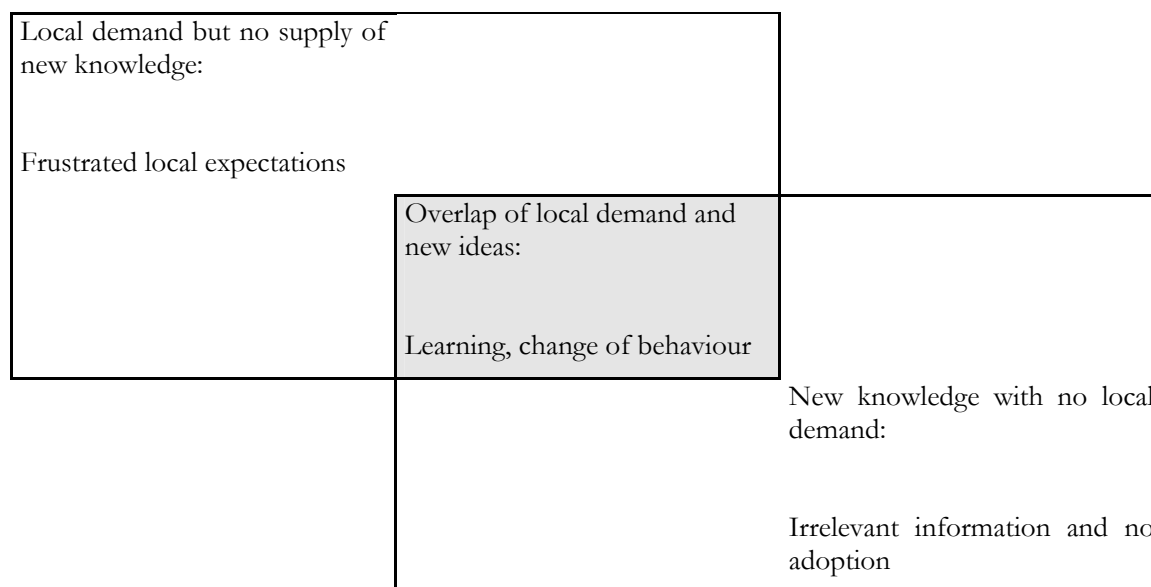 Local demand but no supply of
new knowledge:
Frustrated local expectations
Overlap of local demand and
new ideas:
Learning, change of behaviour
New knowledge with no local
demand:
Irrelevant information and no
adoption